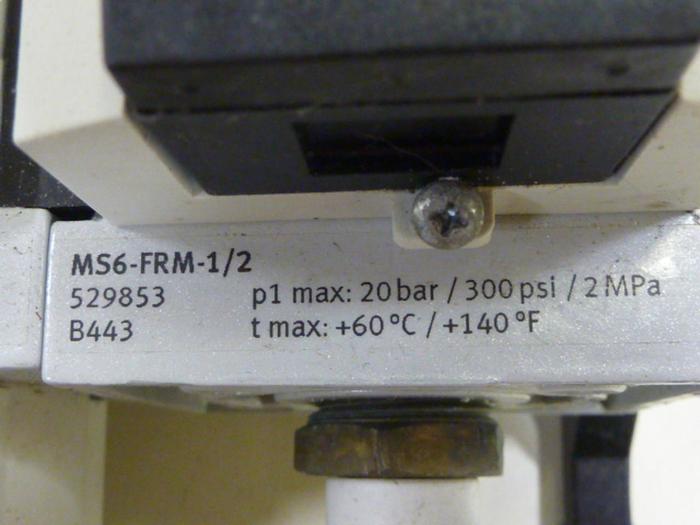 MS6-FRM-1/2
529853 p1 max: 20 bar / 300 psi / 2 MPa
B443 t max: +60 °C / +140 °F